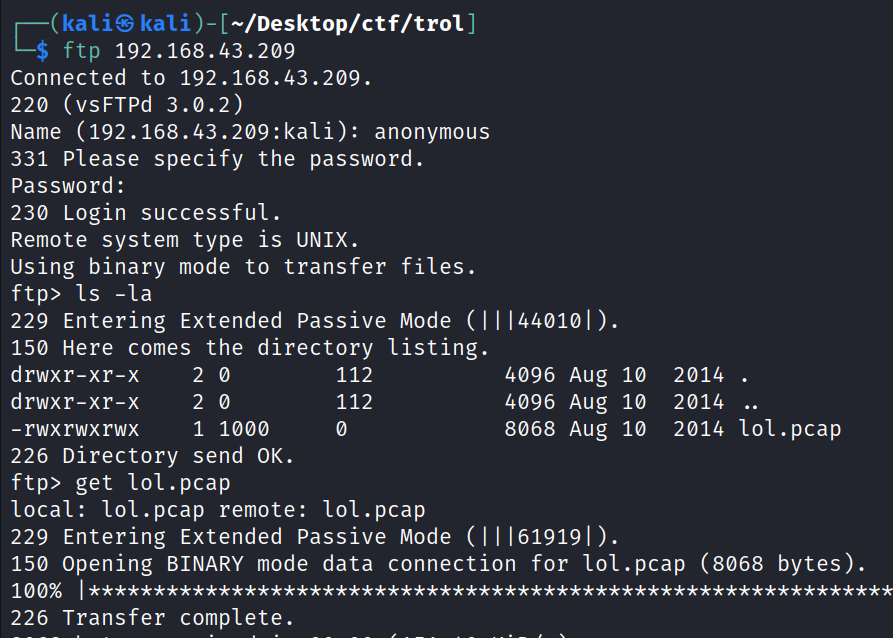 ┌──(kali㉿kali)-[~/Desktop/ctf/trol]
└─$ ftp 192.168.43.209
Connected to 192.168.43.209.
220 (vsFTPd 3.0.2)
Name (192.168.43.209:kali): anonymous
331 Please specify the password.
Password:
230 Login successful.
Remote system type is UNIX.
Using binary mode to transfer files.
ftp> ls -la
229 Entering Extended Passive Mode (|||44010|).
150 Here comes the directory listing.
drwxr-xr-x    2 0        112          4096 Aug 10  2014 .
drwxr-xr-x    2 0        112          4096 Aug 10  2014 ..
-rwxrwxrwx    1 1000     0            8068 Aug 10  2014 lol.pcap
226 Directory send OK.
ftp> get lol.pcap
local: lol.pcap remote: lol.pcap
229 Entering Extended Passive Mode (|||61919|).
150 Opening BINARY mode data connection for lol.pcap (8068 bytes).
100% |**************************************************************
226 Transfer complete.